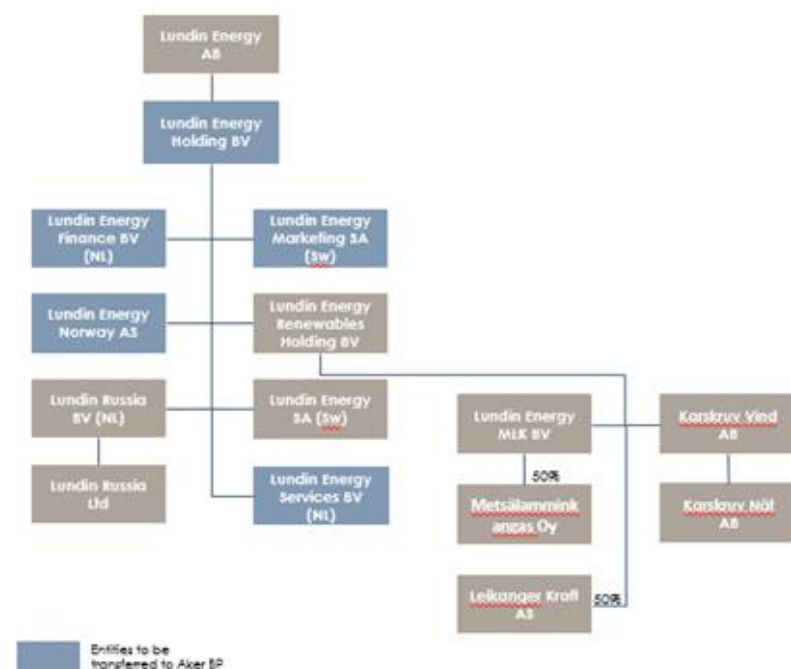 Lundin Energy
AB
Lundin Energy
Holding BV
Lundin Energy
Finance BV
(NL)
Lundin Energy
Marketing SA
(Sw)
Lundin Energy
Norway AS
Lundin Energy
Renewables
Holding BV
Lundin Russia
BV (NL)
Lundin Energy
SA (Sw)
Lundin Energy
MLK BV
Karskruv Vind
AB
Lundin Russia
Ltd
Lundin Energy
Services BV
(NL)
50%
Metsälammink
angas Oy
Karskruv Nät
AB
Leikanger Kraft
AS
50%
Entities to be
transferred to Aker BP